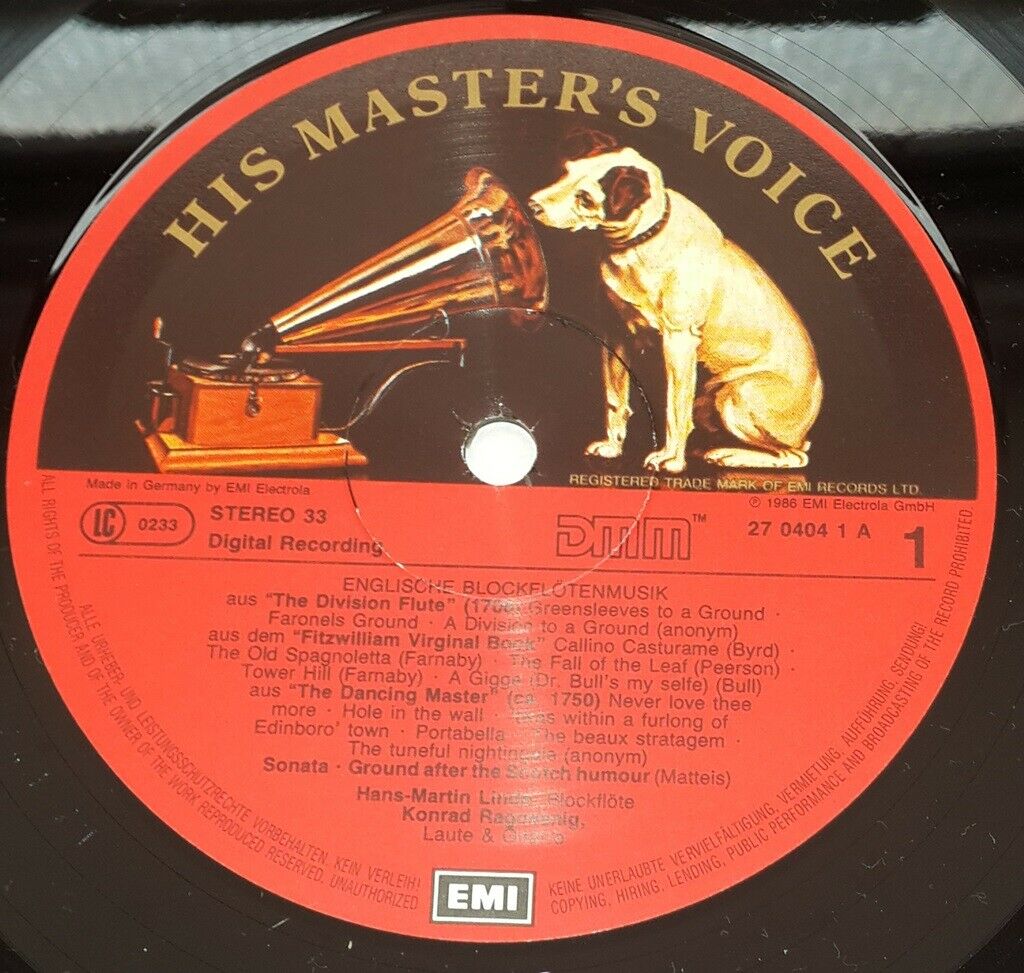 HIS MASTER'S VOICE
REGISTERED TRADE MARK OF EMI RECORDS LTD.
Made in Germany by EMI Electrola
℗ 1986 EMI Electrola GmbH
LC 0233
STEREO 33
Digital Recording
DMM™
27 0404 1 A
1
ENGLISCHE BLOCKFLÖTENMUSIK
aus "The Division Flute" Greensleeves to a Ground ·
Faronels Ground · A Division to a Ground (anonym)
aus dem "Fitzwilliam Virginal Book" Callino Casturame (Byrd) ·
The Old Spagnoletta (Farnaby) · The Fall of the Leaf (Peerson) ·
Tower Hill (Farnaby) · A Gigge (Dr. Bull's my selfe) (Bull)
aus "The Dancing Master" (ca. 1750) Never love thee
more · Hole in the wall · within a furlong of
Edinboro' town · Portabella · The beaux stratagem ·
The tuneful nightingale (anonym)
Sonata · Ground after the Scotch humour (Matteis)
Hans-Martin Linde, Blockflöte
Konrad Ragossnig,
Laute &
EMI
ALL RIGHTS OF THE PRODUCER AND OF THE OWNER OF THE WORK REPRODUCED RESERVED. UNAUTHORIZED
ALLE URHEBER- UND LEISTUNGSSCHUTZRECHTE VORBEHALTEN. KEIN VERLEIH!
KEINE UNERLAUBTE VERVIELFÄLTIGUNG, VERMIETUNG, AUFFÜHRUNG, SENDUNG!
COPYING, HIRING, LENDING, PUBLIC PERFORMANCE AND BROADCASTING OF THE RECORD PROHIBITED